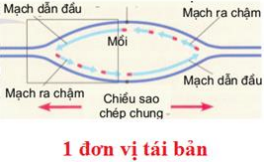 Mạch dẫn đầu
Mạch ra chậm
Mồi
Mạch ra chậm
Mạch dẫn đầu
Chiều sao
chép chung
1 đơn vị tái bản